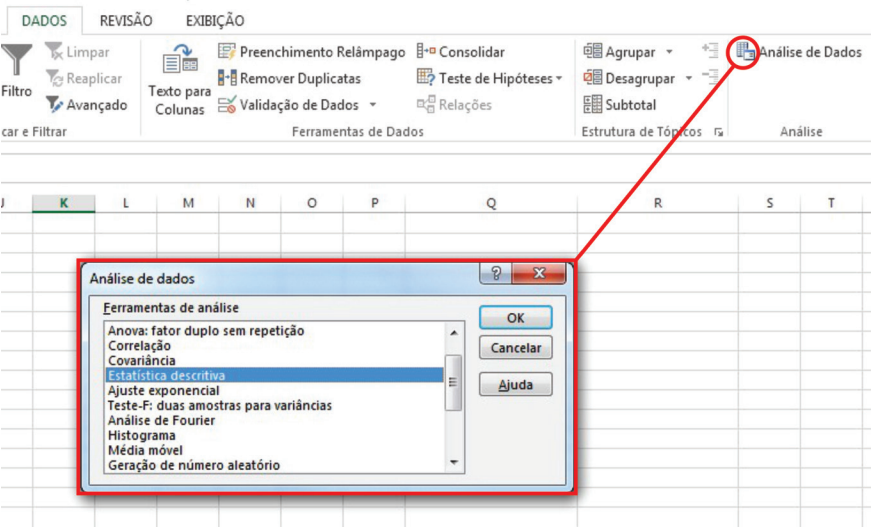 DADOS REVISÃO EXIBIÇÃO
Limpar
Reaplicar
Avançado
Filtro
Texto para
Colunas
Preenchimento Relâmpago
Remover Duplicatas
Validação de Dados
Consolidar
Teste de Hipóteses
Relações
Agrupar
Desagrupar
Subtotal
Análise de Dados
car e Filtrar
Ferramentas de Dados
Estrutura de Tópicos
Análise
J K L M N O P Q R S T
Análise de dados
?
Ferramentas de análise
Anova: fator duplo sem repetição
Correlação
Covariância
Estatística descritiva
Ajuste exponencial
Teste-F: duas amostras para variâncias
Análise de Fourier
Histograma
Média móvel
Geração de número aleatório
OK
Cancelar
Ajuda